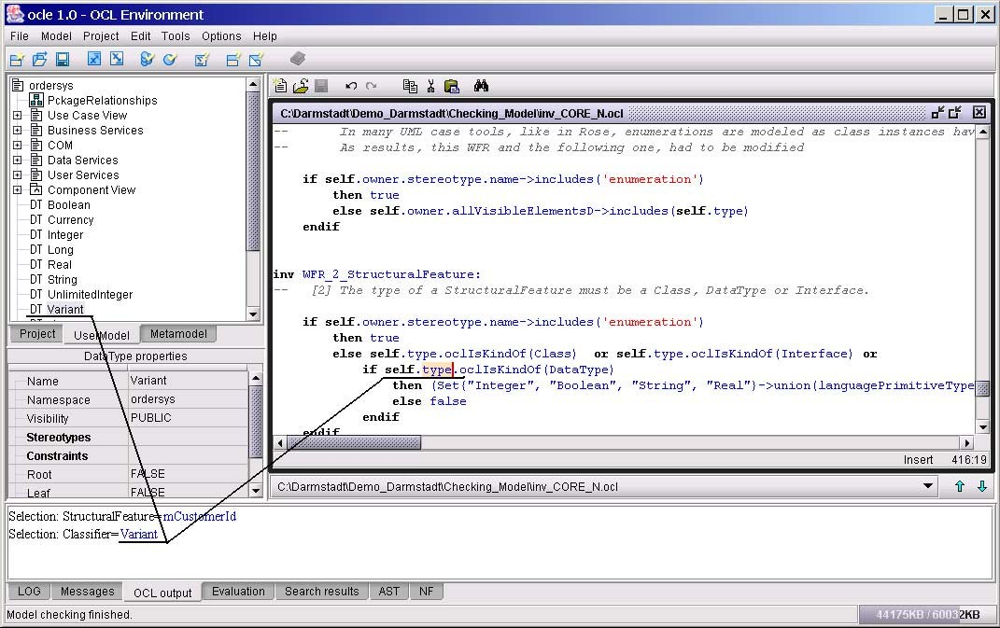 ocle 1.0 - OCL Environment
File Model Project Edit Tools Options Help
ordersys
PckageRelationships
Use Case View
Business Services
COM
Data Services
User Services
Component View
DT Boolean
DT Currency
DT Integer
DT Long
DT Real
DT String
DT UnlimitedInteger
DT Variant
Project UserModel Metamodel
DataType properties
Name Variant
Namespace ordersys
Visibility PUBLIC
Stereotypes
Constraints
Root FALSE
Leaf FALSE
C:\Darmstadt\Demo_Darmstadt\Checking_Model\inv_CORE_N.ocl
-- In many UML case tools, like in Rose, enumerations are modeled as class instances hav
-- As results, this WFR and the following one, had to be modified
if self.owner.stereotype.name->includes('enumeration')
then true
else self.owner.allVisibleElementsD->includes(self.type)
endif
inv WFR_2_StructuralFeature:
-- [2] The type of a StructuralFeature must be a Class, DataType or Interface.
if self.owner.stereotype.name->includes('enumeration')
then true
else self.type.oclIsKindOf(Class) or self.type.oclIsKindOf(Interface) or
if self.type.oclIsKindOf(DataType)
then (Set{"Integer", "Boolean", "String", "Real"}->union(languagePrimitiveType
else false
endif
endif
Insert 416:19
C:\Darmstadt\Demo_Darmstadt\Checking_Model\inv_CORE_N.ocl
Selection: StructuralFeature=mCustomerId
Selection: Classifier=Variant
LOG Messages OCL output Evaluation Search results AST NF
Model checking finished.
44175KB / 60032KB